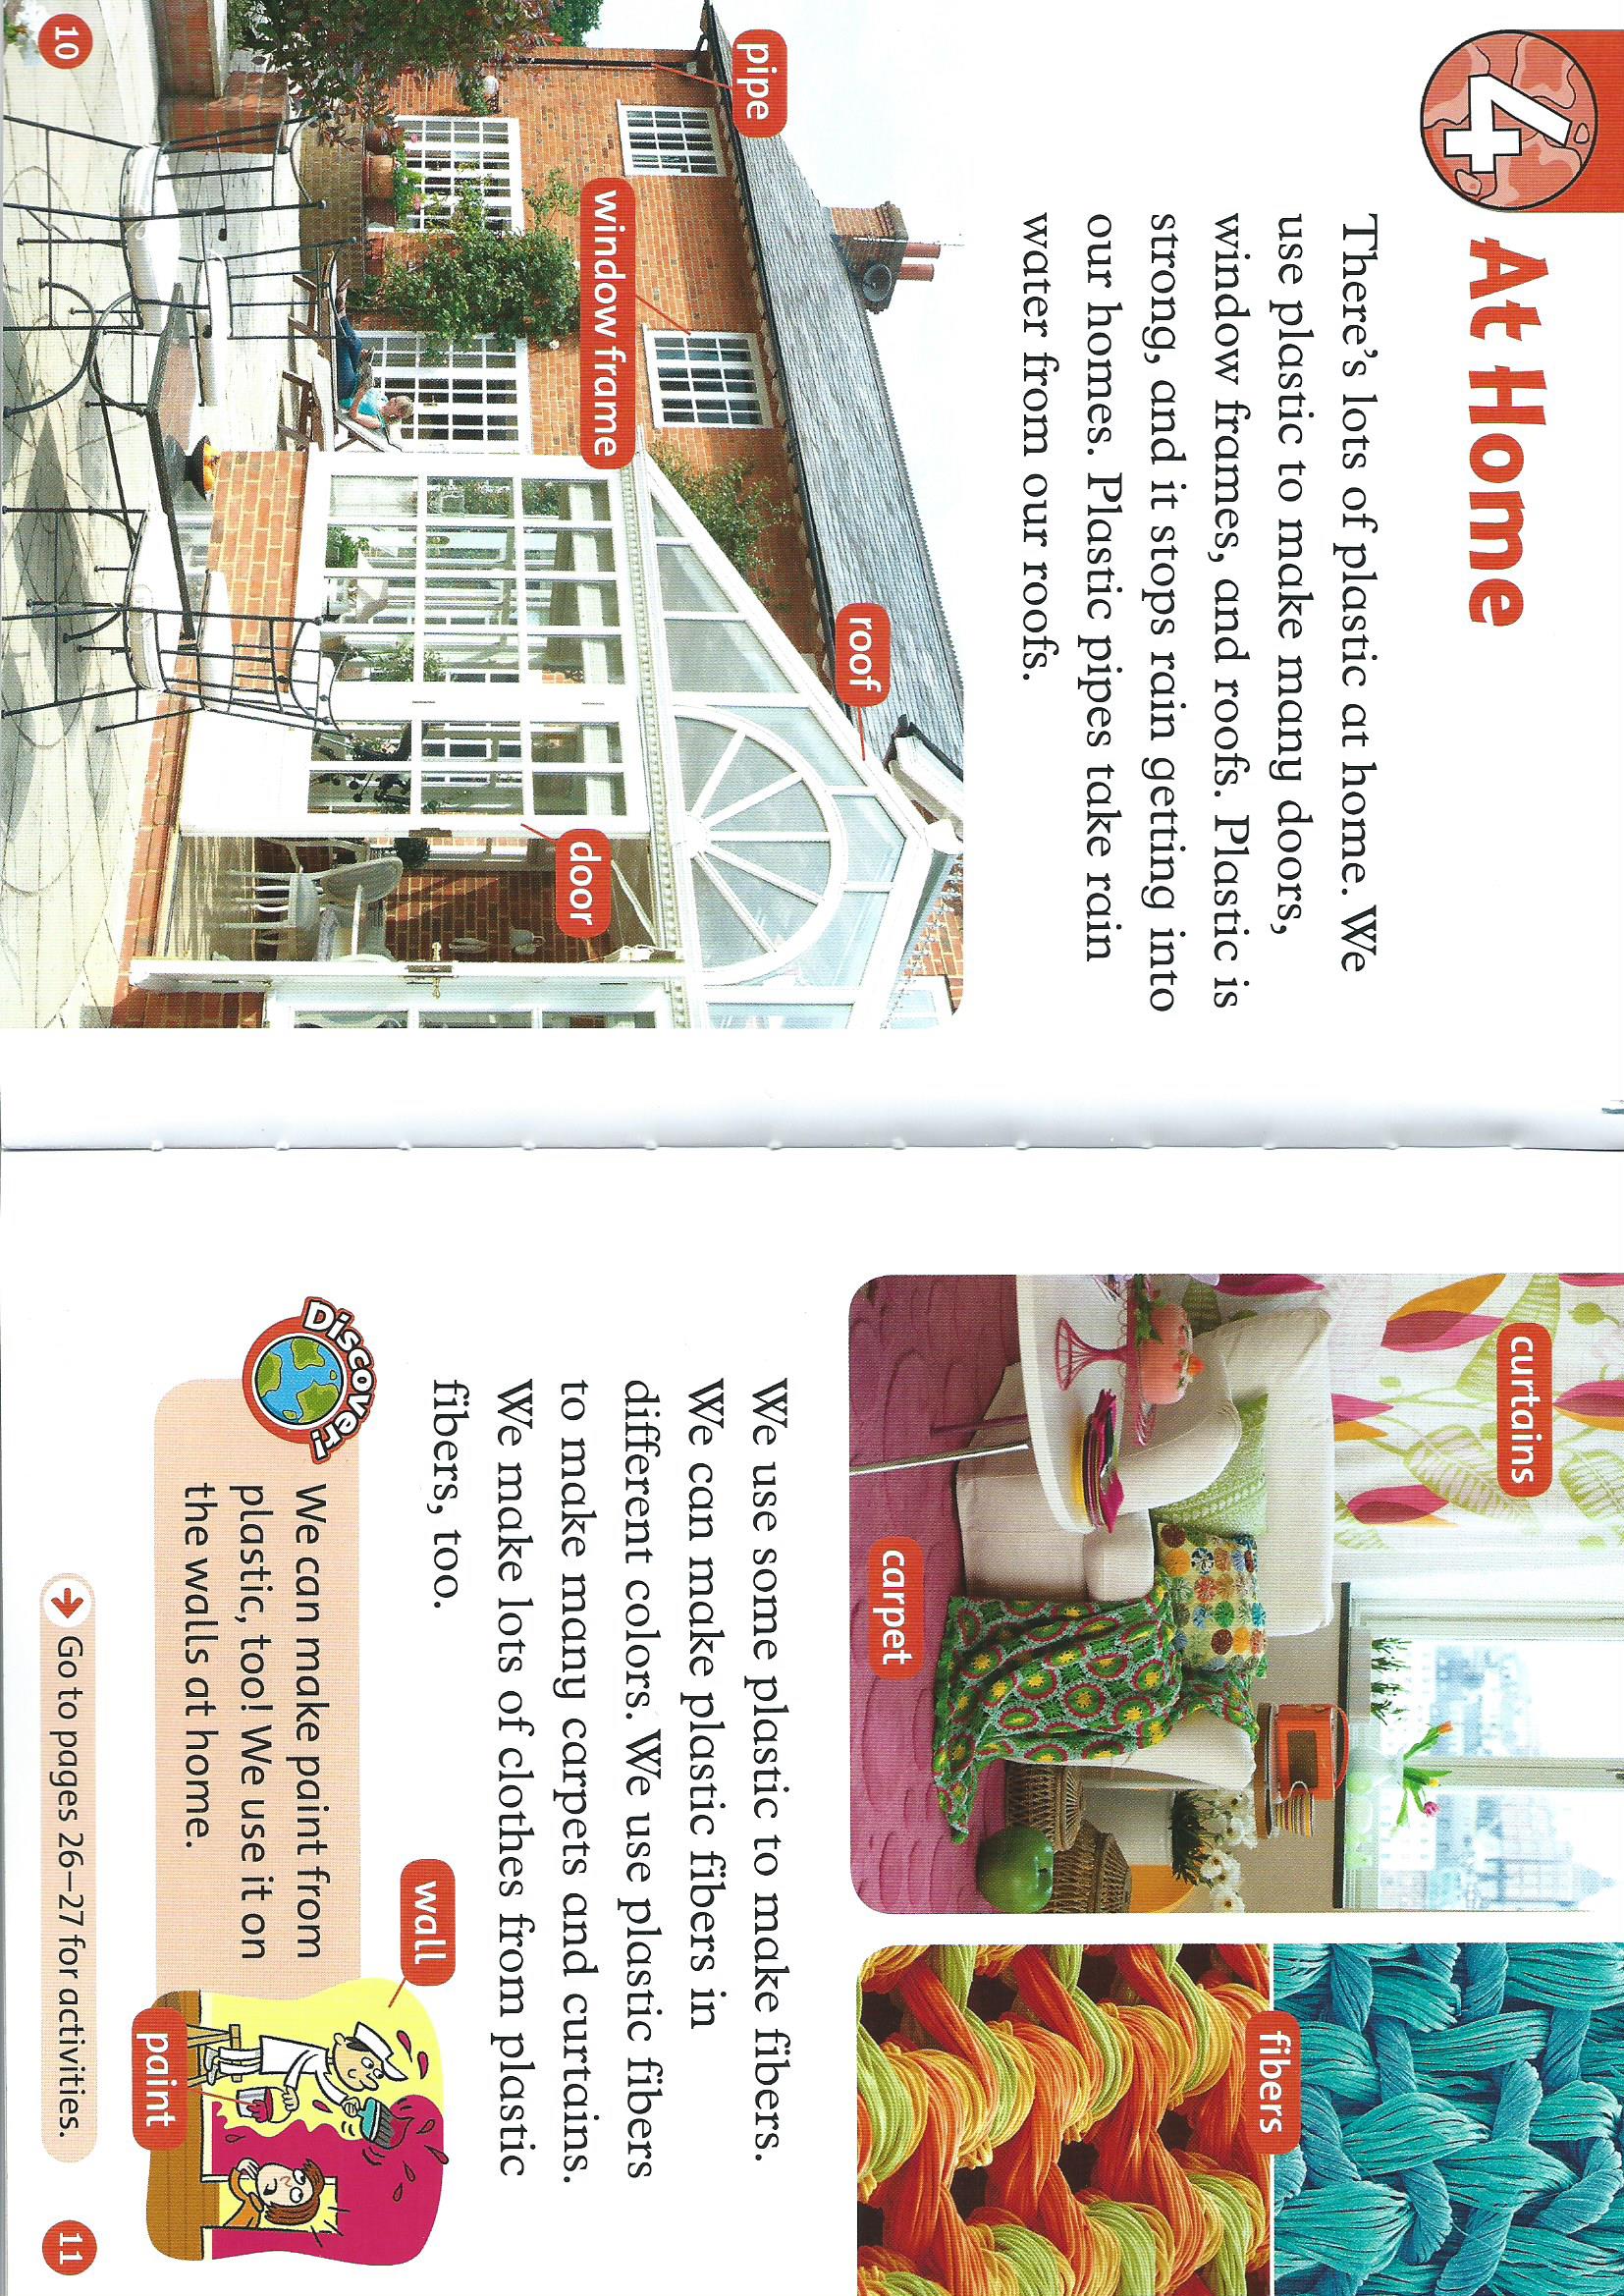 4
At Home
There's lots of plastic at home. We
use plastic to make many doors,
window frames, and roofs. Plastic is
strong, and it stops rain getting into
our homes. Plastic pipes take rain
water from our roofs.
pipe
window frame
roof
door
10
curtains
carpet
fibers
We use some plastic to make fibers.
We can make plastic fibers in
different colors. We use plastic fibers
to make many carpets and curtains.
We make lots of clothes from plastic
fibers, too.
Discover!
We can make paint from
plastic, too! We use it on
the walls at home.
wall
paint
Go to pages 26–27 for activities.
11